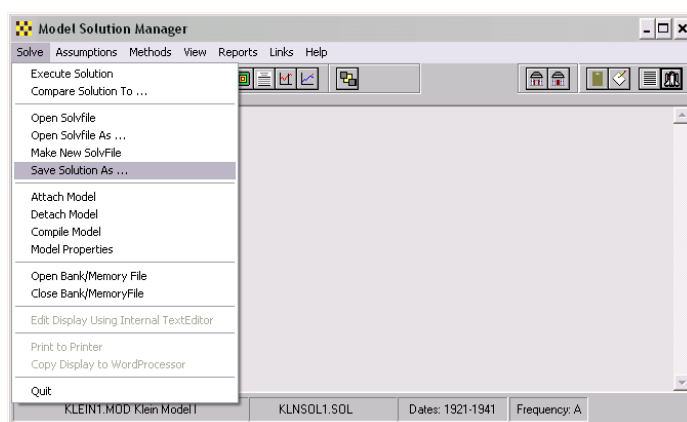 Model Solution Manager
Solve Assumptions Methods View Reports Links Help
Execute Solution
Compare Solution To ...
Open Solvfile
Open Solvfile As ...
Make New SolvFile
Save Solution As ...
Attach Model
Detach Model
Compile Model
Model Properties
Open Bank/Memory File
Close Bank/MemoryFile
Edit Display Using Internal TextEditor
Print to Printer
Copy Display to WordProcessor
Quit
KLEIN1.MOD Klein Model I KLNSOL1.SOL Dates: 1921-1941 Frequency: A